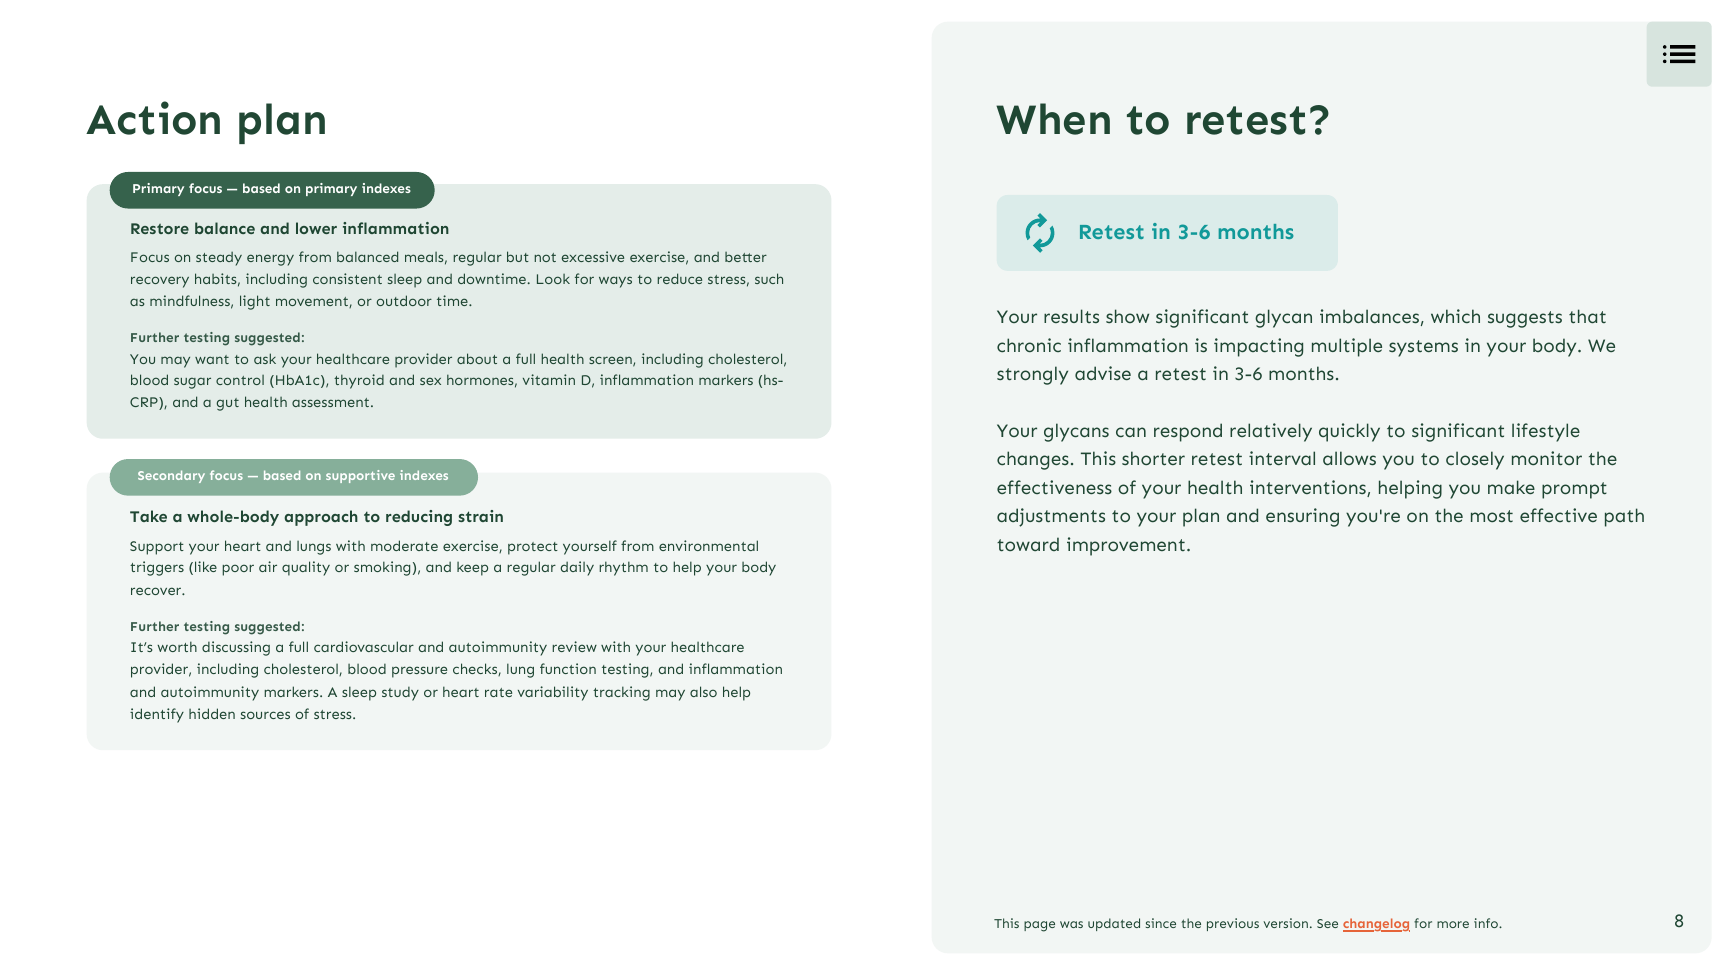 Action plan
Primary focus — based on primary indexes
Restore balance and lower inflammation
Focus on steady energy from balanced meals, regular but not excessive exercise, and better
recovery habits, including consistent sleep and downtime. Look for ways to reduce stress, such
as mindfulness, light movement, or outdoor time.
Further testing suggested:
You may want to ask your healthcare provider about a full health screen, including cholesterol,
blood sugar control (HbA1c), thyroid and sex hormones, vitamin D, inflammation markers (hs-
CRP), and a gut health assessment.
Secondary focus — based on supportive indexes
Take a whole-body approach to reducing strain
Support your heart and lungs with moderate exercise, protect yourself from environmental
triggers (like poor air quality or smoking), and keep a regular daily rhythm to help your body
recover.
Further testing suggested:
It’s worth discussing a full cardiovascular and autoimmunity review with your healthcare
provider, including cholesterol, blood pressure checks, lung function testing, and inflammation
and autoimmunity markers. A sleep study or heart rate variability tracking may also help
identify hidden sources of stress.
When to retest?
Retest in 3-6 months
Your results show significant glycan imbalances, which suggests that
chronic inflammation is impacting multiple systems in your body. We
strongly advise a retest in 3-6 months.
Your glycans can respond relatively quickly to significant lifestyle
changes. This shorter retest interval allows you to closely monitor the
effectiveness of your health interventions, helping you make prompt
adjustments to your plan and ensuring you're on the most effective path
toward improvement.
This page was updated since the previous version. See changelog for more info.
8